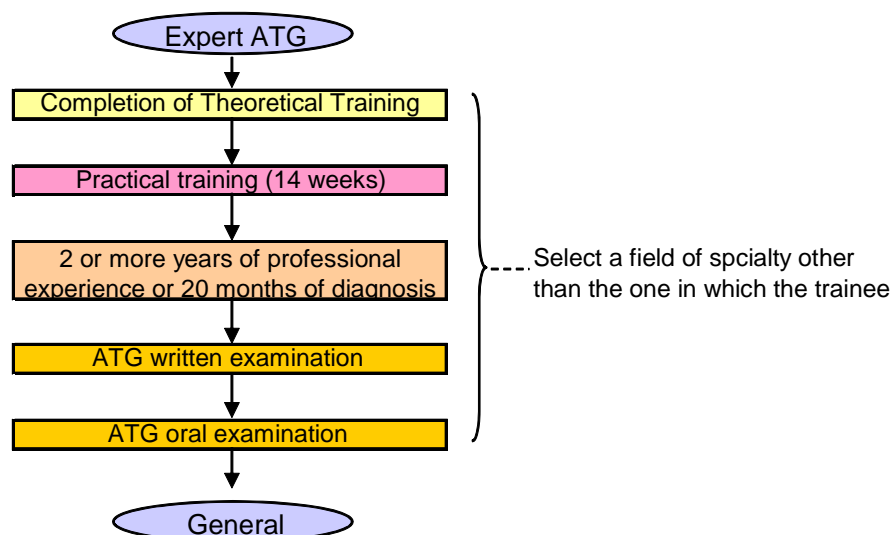 Expert ATG
Completion of Theoretical Training
Practical training (14 weeks)
2 or more years of professional
experience or 20 months of diagnosis
Select a field of spcialty other
than the one in which the trainee
ATG written examination
ATG oral examination
General